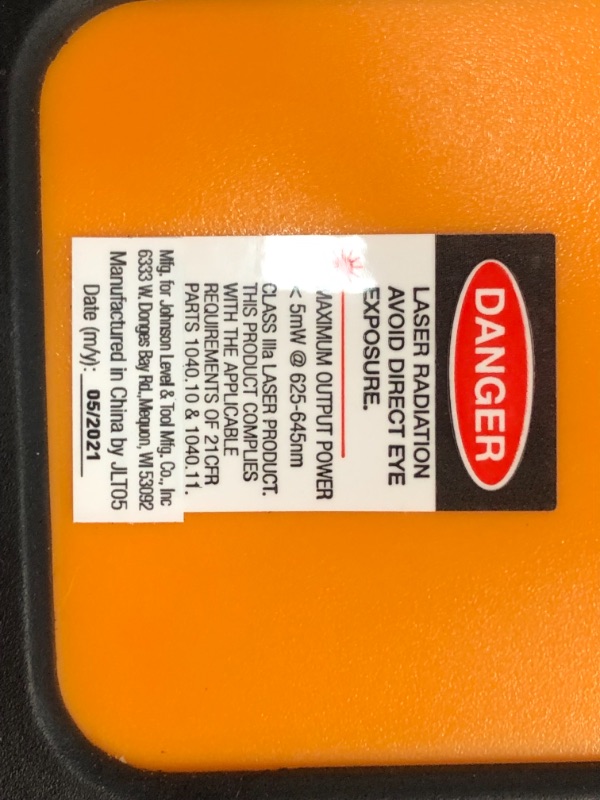 DANGER
LASER RADIATION
AVOID DIRECT EYE
EXPOSURE.
MAXIMUM OUTPUT POWER
< 5mW @ 625-645nm
CLASS IIIa LASER PRODUCT.
THIS PRODUCT COMPLIES
WITH THE APPLICABLE
REQUIREMENTS OF 21CFR
PARTS 1040.10 & 1040.11.
Mfg. for Johnson Level & Tool Mfg. Co., Inc
6333 W. Donges Bay Rd., Mequon, WI 53092
Manufactured in China by JLT05
Date (m/y): 05/2021